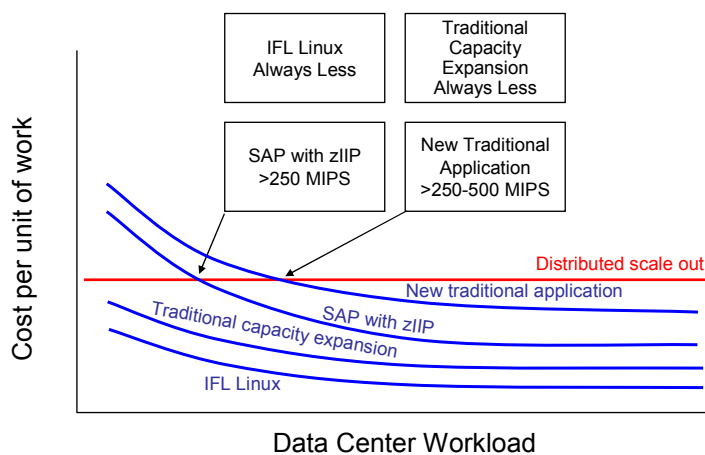 IFL Linux
Always Less
Traditional
Capacity
Expansion
Always Less
SAP with zIIP
>250 MIPS
New Traditional
Application
>250-500 MIPS
Cost per unit of work
Distributed scale out
New traditional application
SAP with zIIP
Traditional capacity expansion
IFL Linux
Data Center Workload